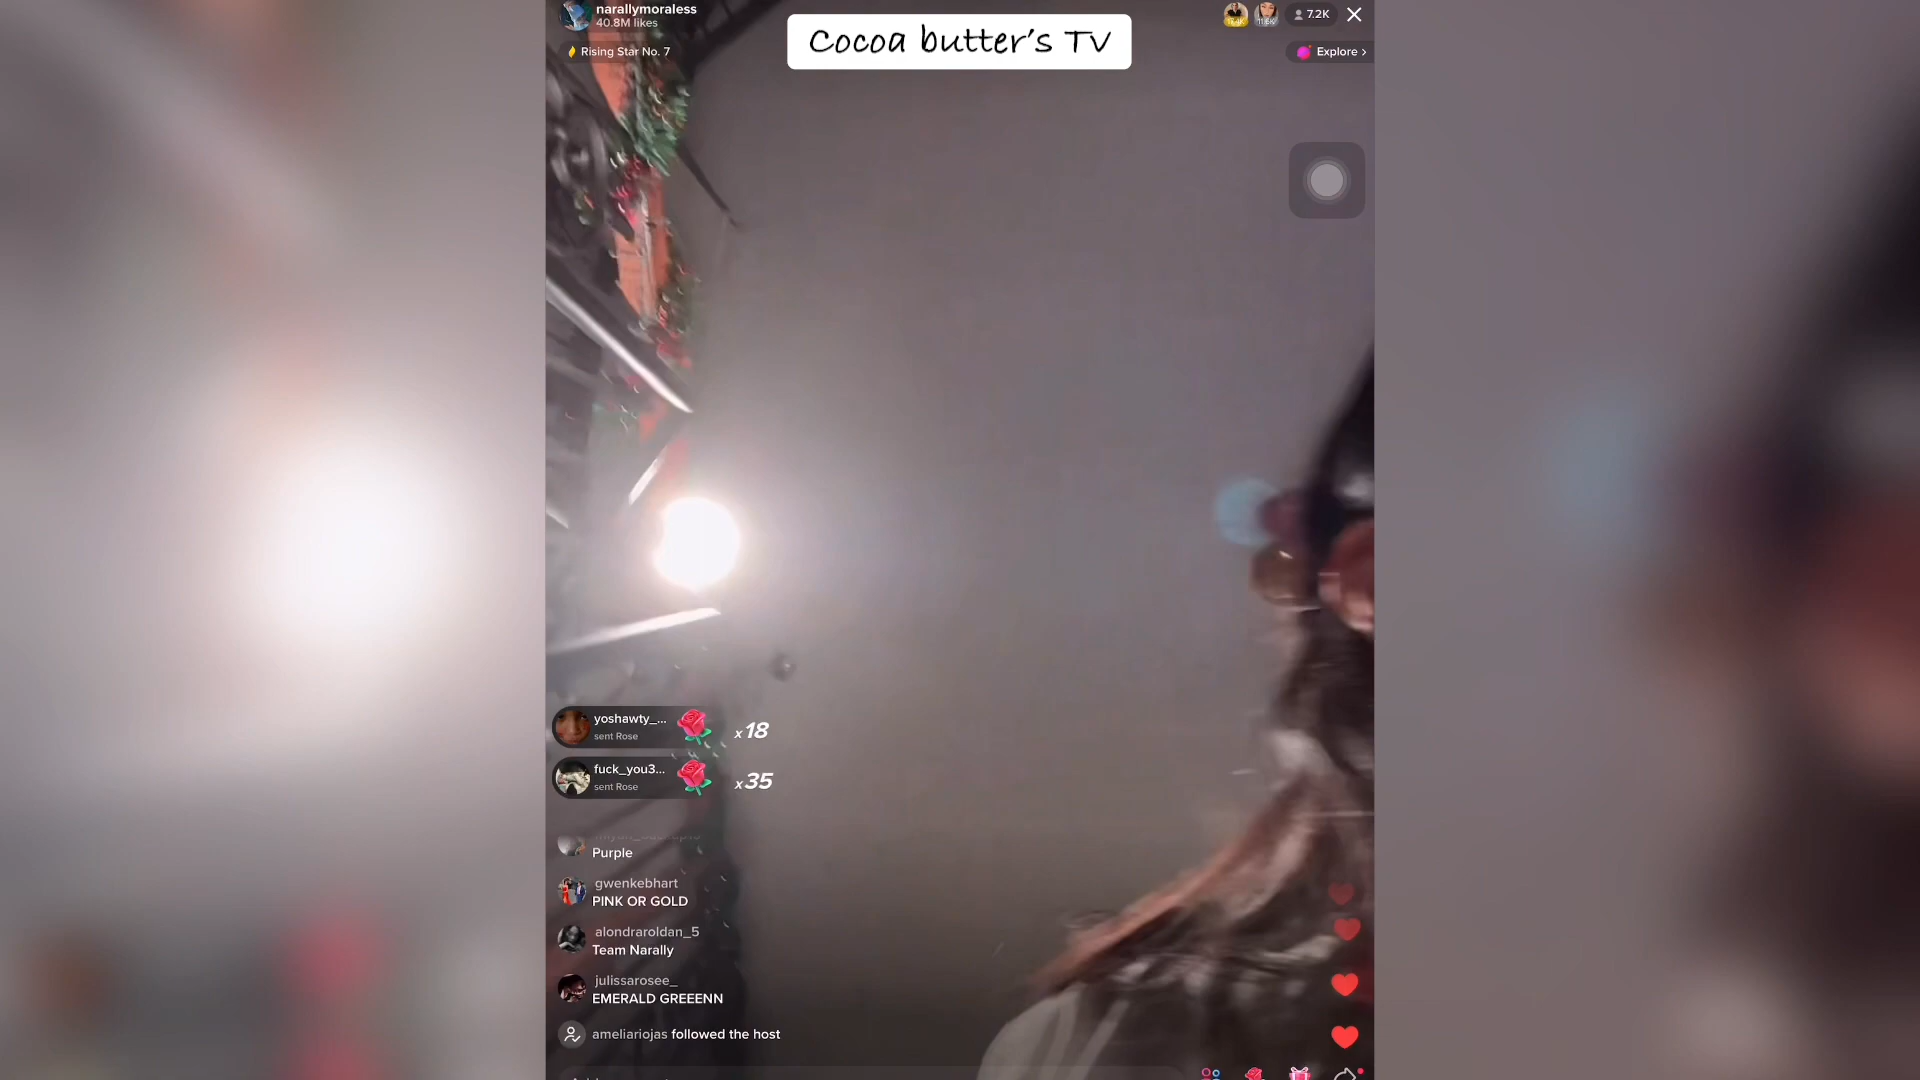 narallymoraless
40.8M likes
7.2K
Cocoa butter's TV
Rising Star No. 7
Explore >
yoshawty_...
sent Rose
x18
fuck_you3...
sent Rose
x35
Purple
gwenkebhart
PINK OR GOLD
alondraroldan_5
Team Narally
julissarosee_
EMERALD GREEENN
ameliariojas followed the host